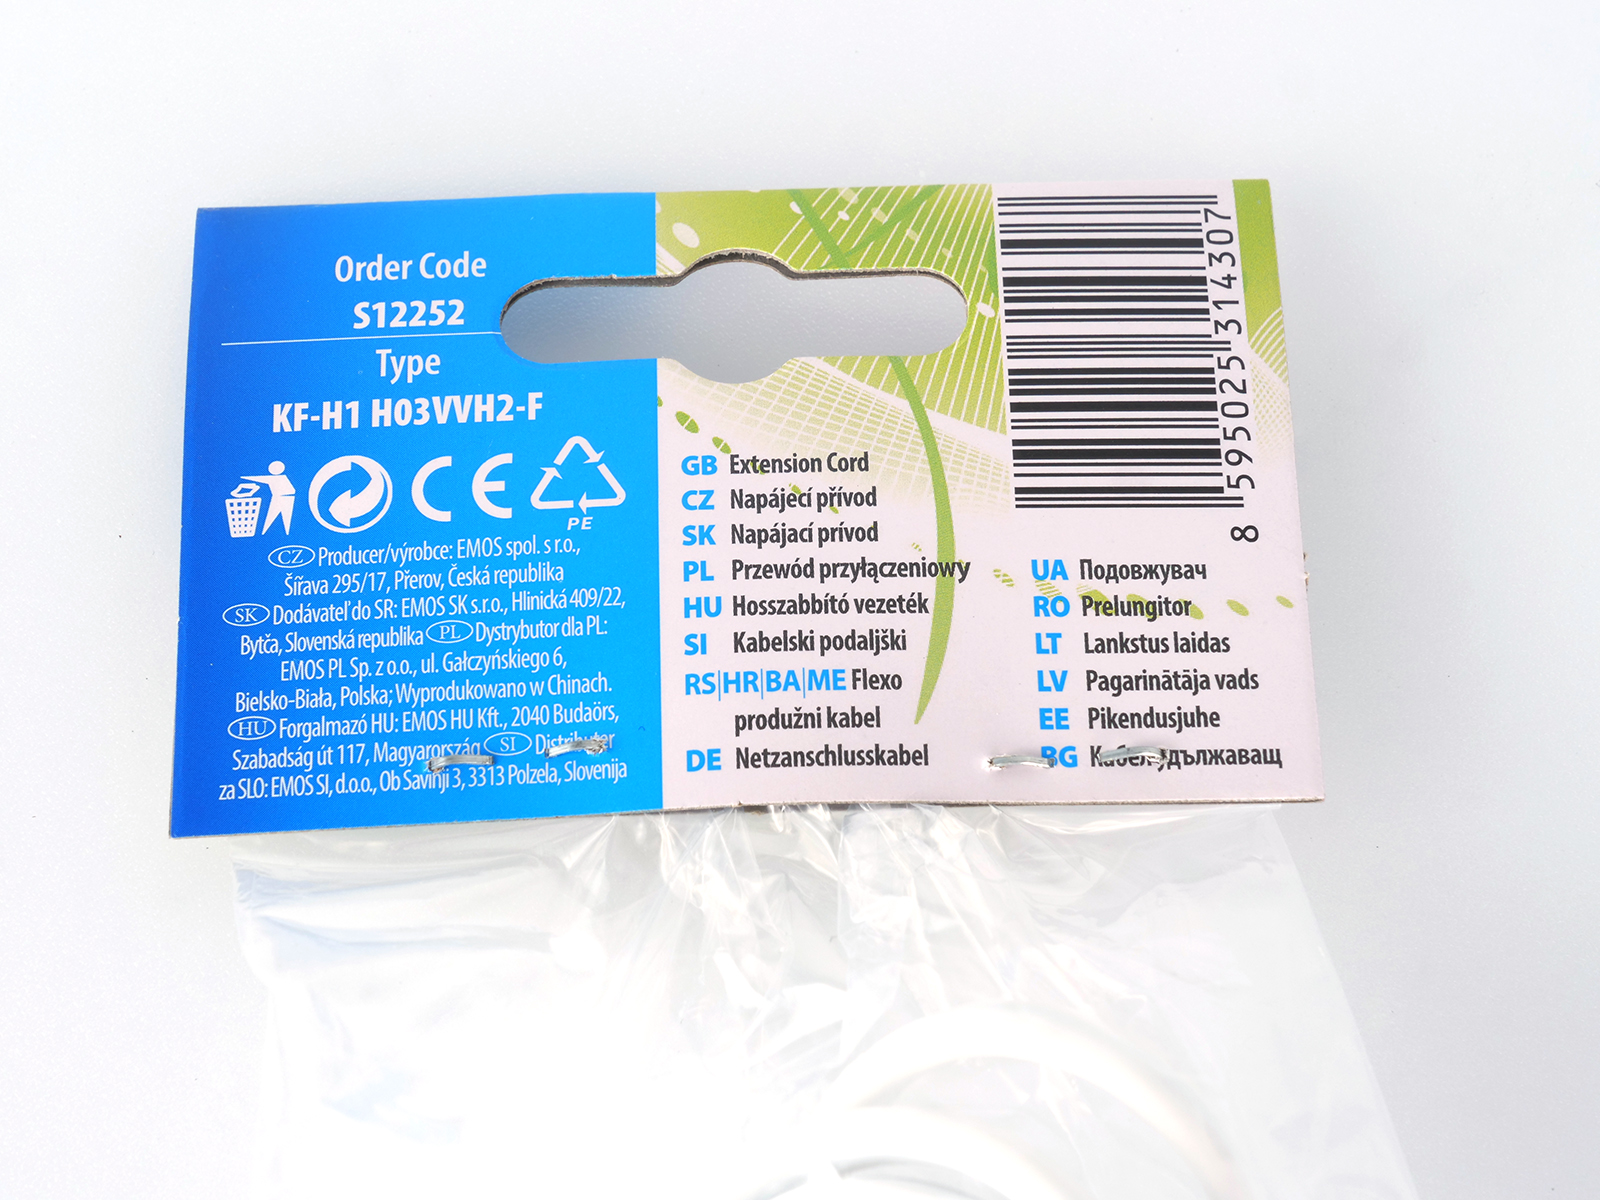 Order Code
S12252
Type
KF-H1 H03VVH2-F
CE
PE
CZ Producer/výrobce: EMOS spol. s r.o.,
Šířava 295/17, Přerov, Česká republika
SK Dodávateľ do SR: EMOS SK s.r.o., Hlinická 409/22,
Bytča, Slovenská republika PL Dystrybutor dla PL:
EMOS PL Sp. z o.o., ul. Gałczyńskiego 6,
Bielsko-Biała, Polska; Wyprodukowano w Chinach.
HU Forgalmazó HU: EMOS HU Kft., 2040 Budaörs,
Szabadság út 117, Magyarország SI Distributer
za SLO: EMOS SI, d.o.o., Ob Savinji 3, 3313 Polzela, Slovenija
GB Extension Cord
CZ Napájecí přívod
SK Napájací prívod
PL Przewód przyłączeniowy
HU Hosszabbító vezeték
SI Kabelski podaljški
RS|HR|BA|ME Flexo
produžni kabel
DE Netzanschlusskabel
8 595025 314307
UA Подовжувач
RO Prelungitor
LT Lankstus laidas
LV Pagarinātāja vads
EE Pikendusjuhe
BG Кабел удължаващ